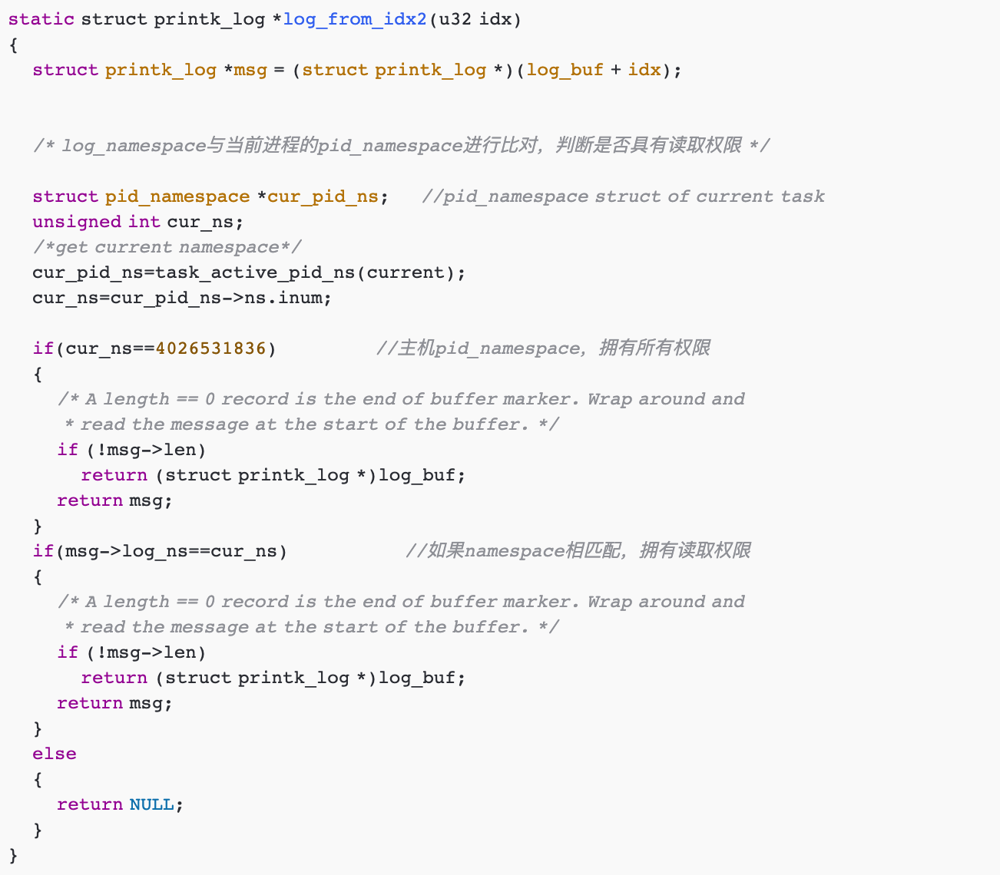 static struct printk_log *log_from_idx2(u32 idx)
{
struct printk_log *msg = (struct printk_log *)(log_buf + idx);
/* log_namespace与当前进程的pid_namespace进行比对，判断是否具有读取权限 */
struct pid_namespace *cur_pid_ns; //pid_namespace struct of current task
unsigned int cur_ns;
/*get current namespace*/
cur_pid_ns=task_active_pid_ns(current);
cur_ns=cur_pid_ns->ns.inum;
if(cur_ns==4026531836) //主机pid_namespace，拥有所有权限
{
/* A length == 0 record is the end of buffer marker. Wrap around and
* read the message at the start of the buffer. */
if (!msg->len)
return (struct printk_log *)log_buf;
return msg;
}
if(msg->log_ns==cur_ns) //如果namespace相匹配，拥有读取权限
{
/* A length == 0 record is the end of buffer marker. Wrap around and
* read the message at the start of the buffer. */
if (!msg->len)
return (struct printk_log *)log_buf;
return msg;
}
else
{
return NULL;
}
}